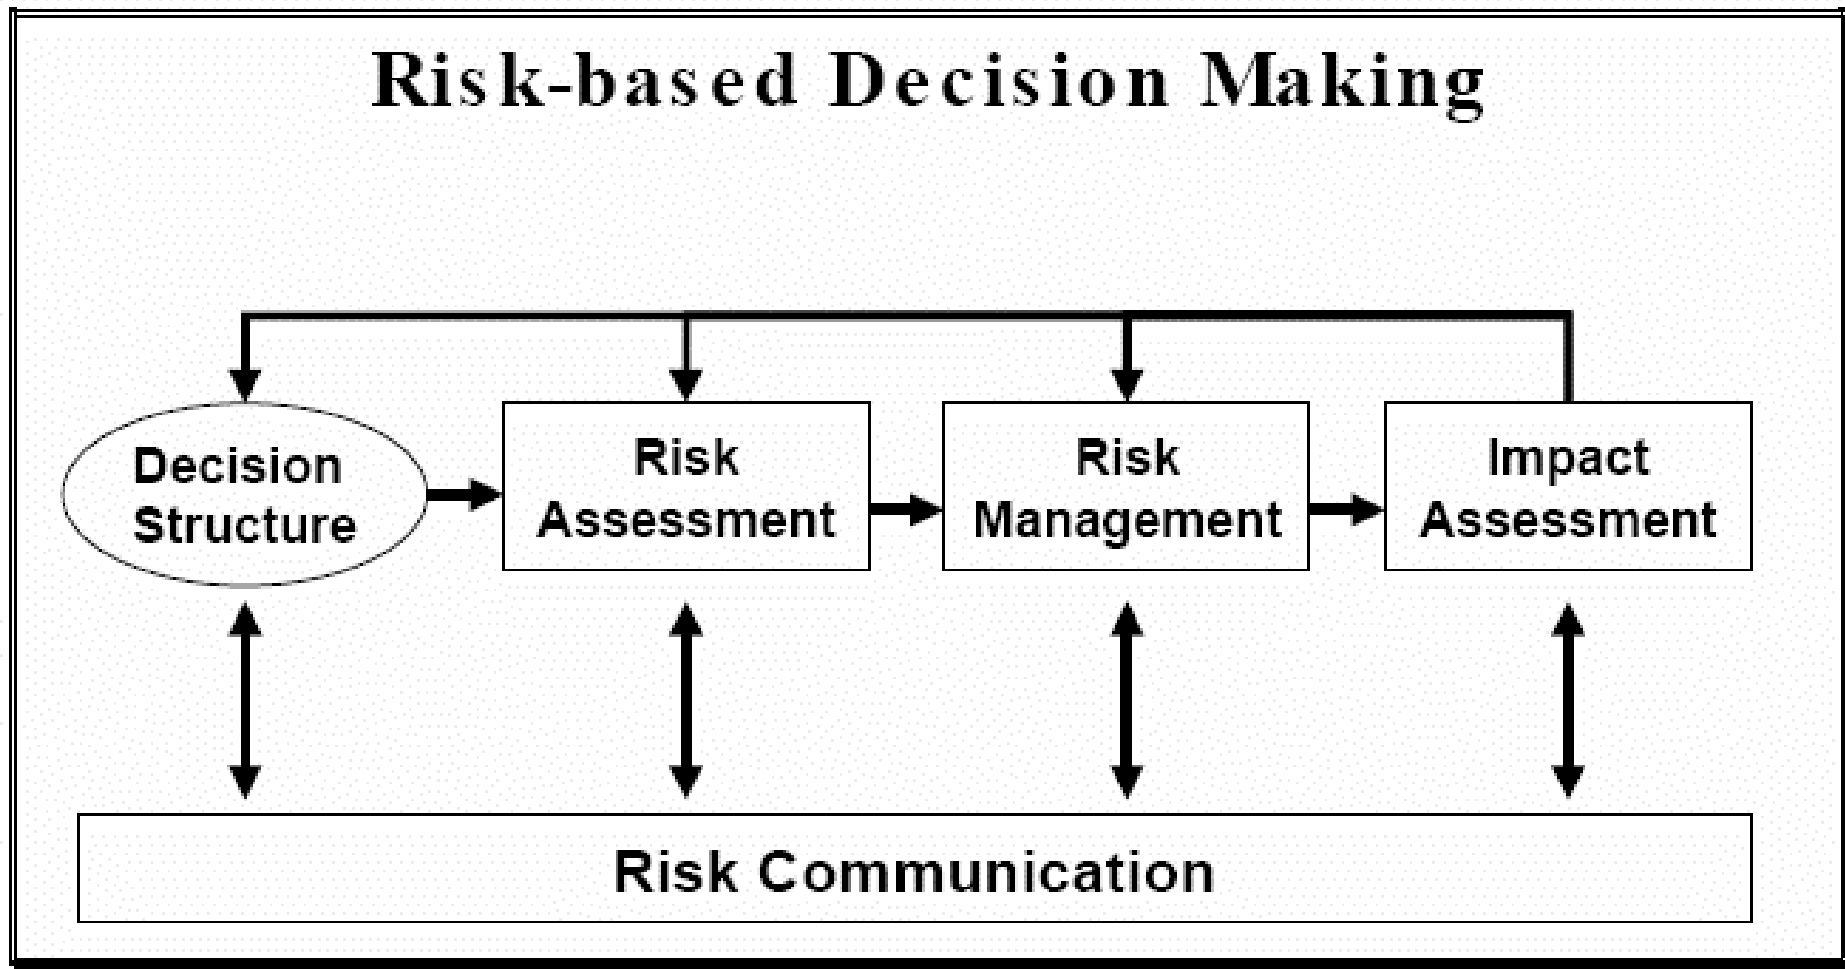 Risk-based Decision Making
Decision
Structure
Risk
Assessment
Risk
Management
Impact
Assessment
Risk Communication